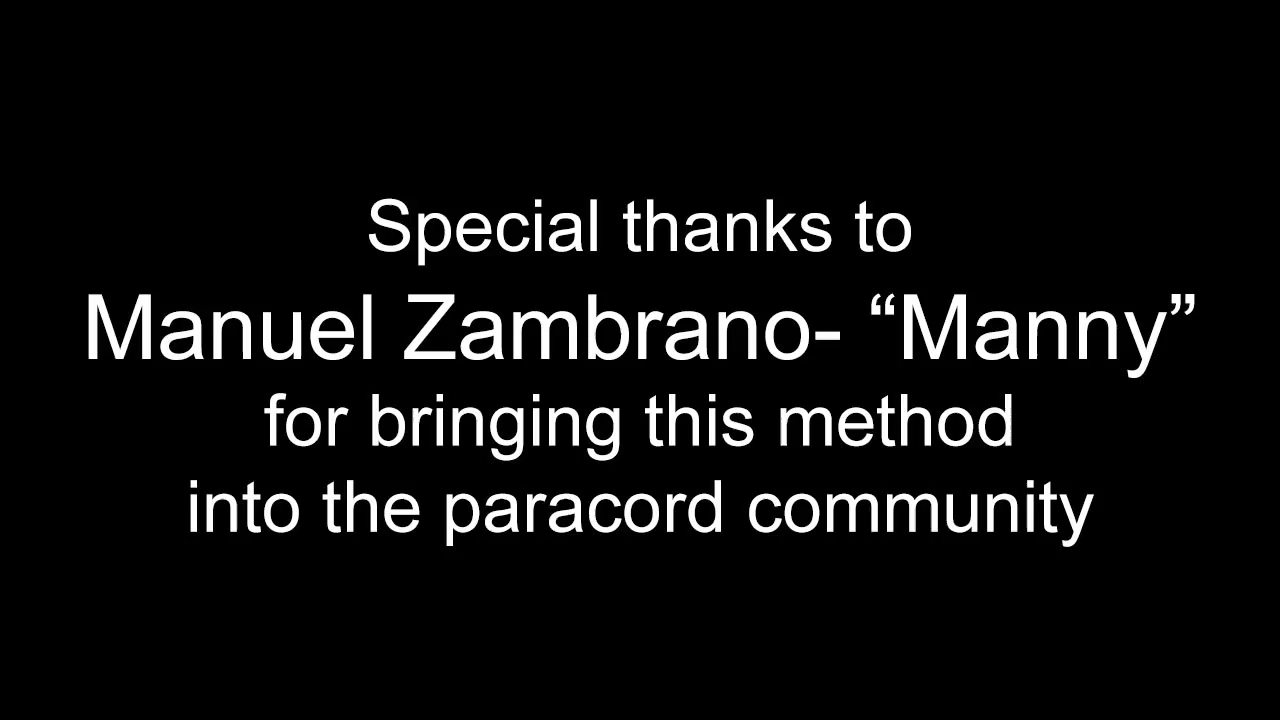 Special thanks to
Manuel Zambrano- “Manny”
for bringing this method
into the paracord community